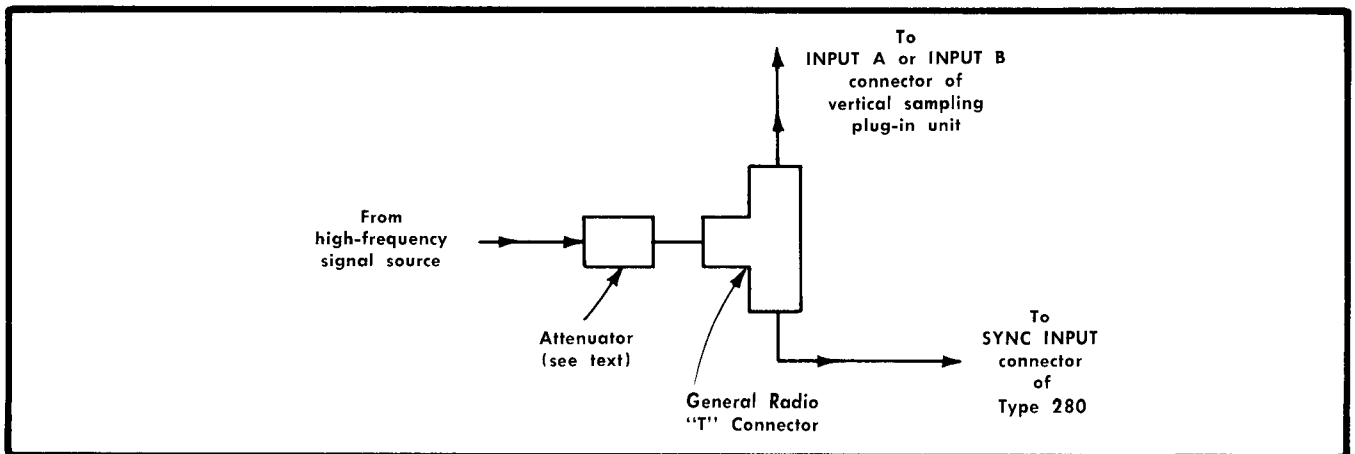 To
INPUT A or INPUT B
connector of
vertical sampling
plug-in unit
From
high-frequency
signal source
Attenuator
(see text)
General Radio
“T” Connector
To
SYNC INPUT
connector
of
Type 280